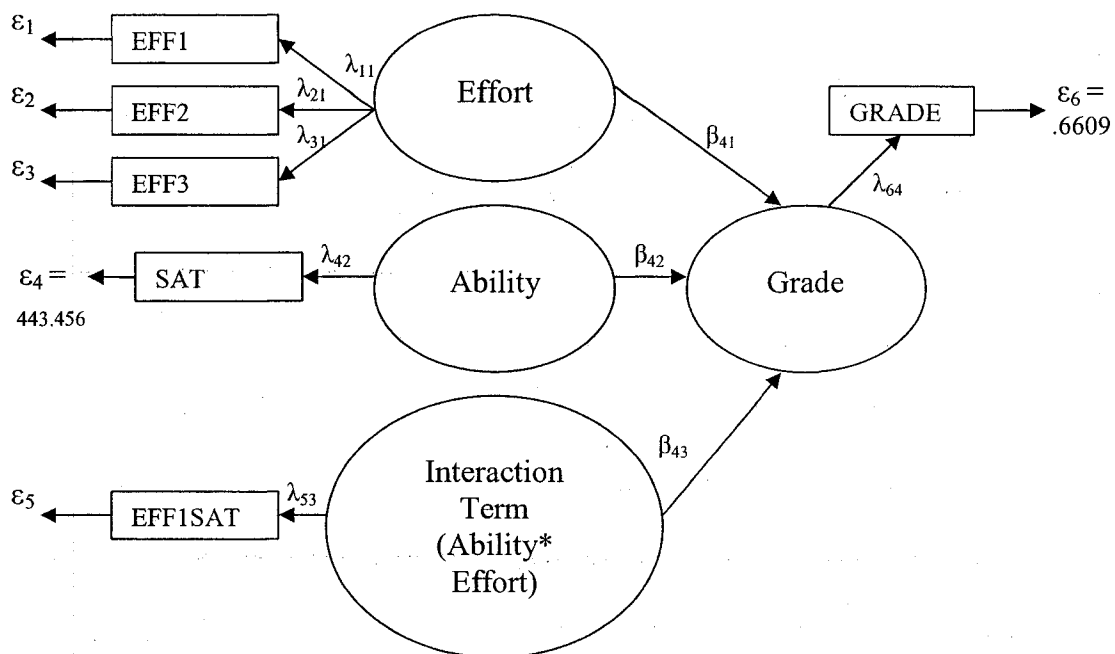 ε₁
EFF1
λ₁₁
ε₂
EFF2
λ₂₁
ε₃
EFF3
λ₃₁
Effort
β₄₁
GRADE
ε₆ =
.6609
λ₆₄
ε₄ =
443.456
SAT
λ₄₂
Ability
β₄₂
Grade
ε₅
EFF1SAT
λ₅₃
Interaction
Term
(Ability*
Effort)
β₄₃